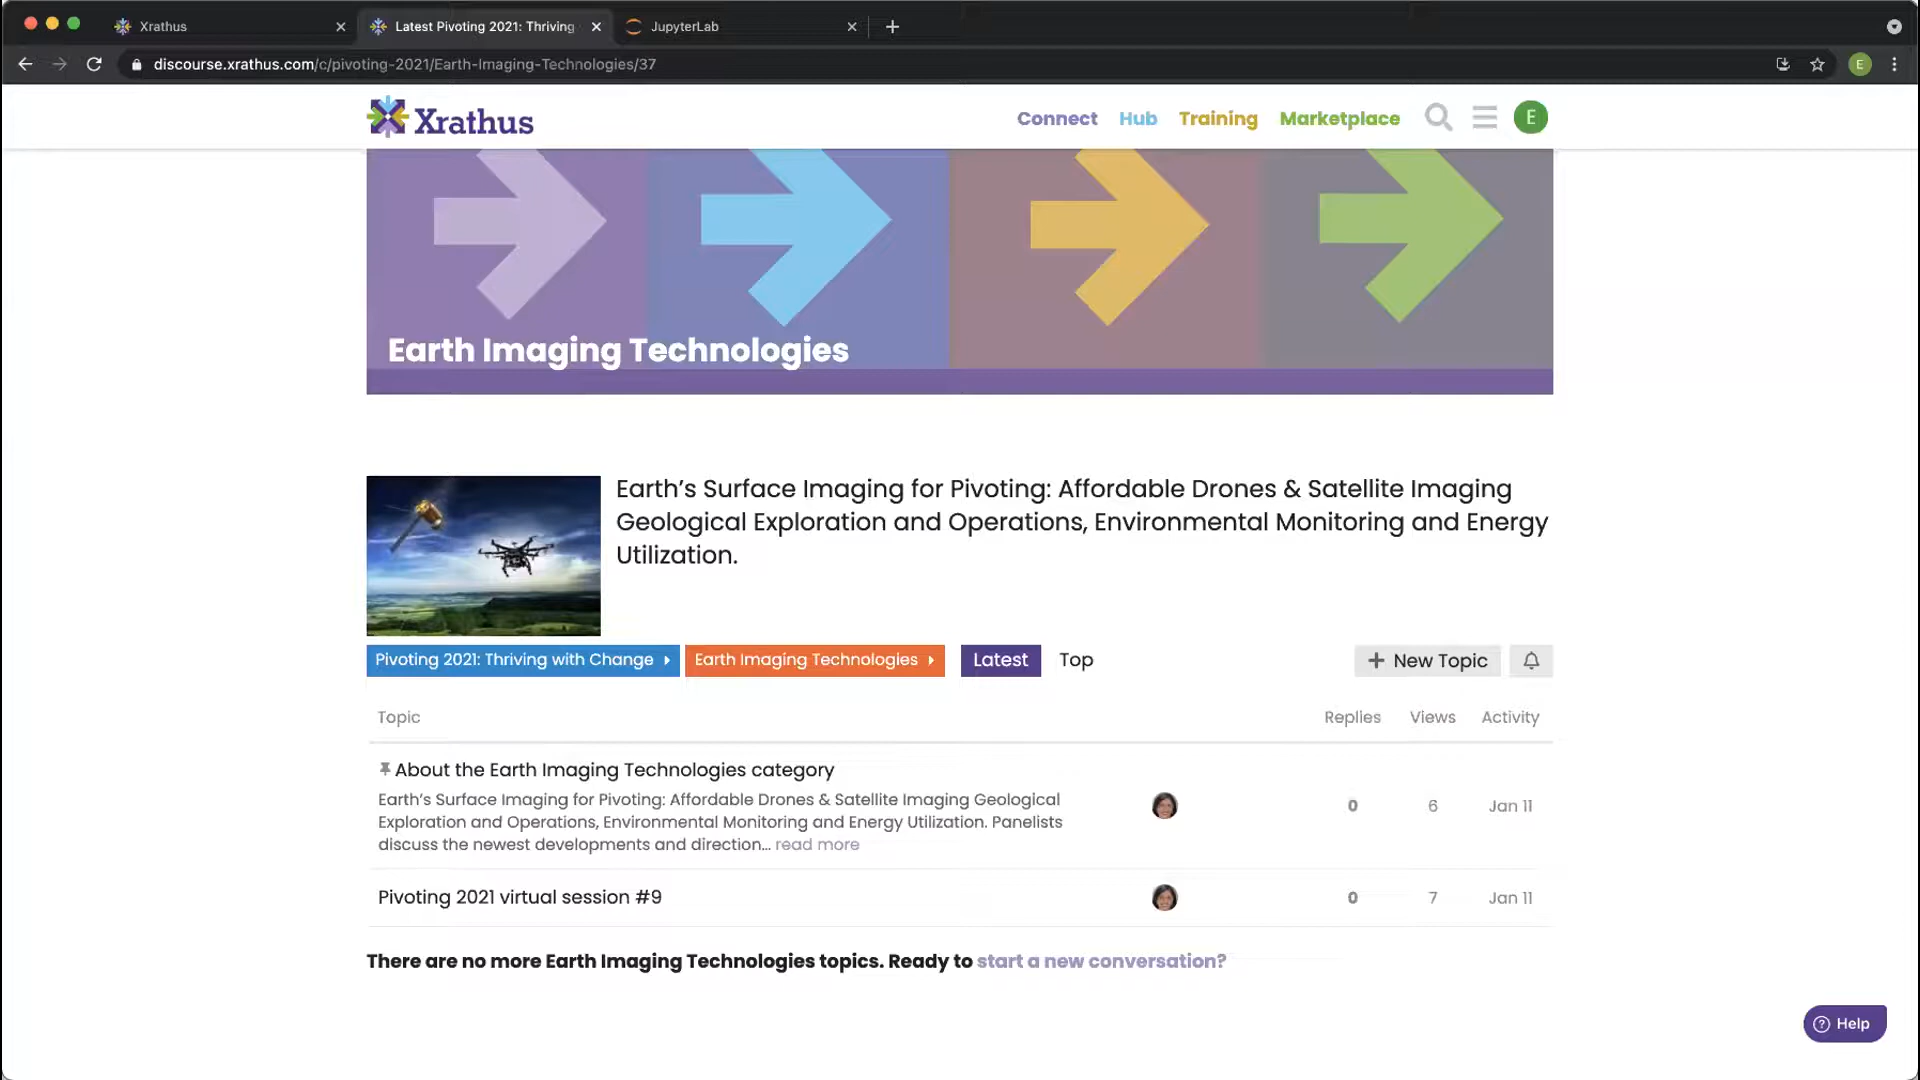 Xrathus
Latest Pivoting 2021: Thriving
JupyterLab
discourse.xrathus.com/c/pivoting-2021/Earth-Imaging-Technologies/37
E
Xrathus
Connect
Hub
Training
Marketplace
E
Earth Imaging Technologies
Earth’s Surface Imaging for Pivoting: Affordable Drones & Satellite Imaging
Geological Exploration and Operations, Environmental Monitoring and Energy
Utilization.
Pivoting 2021: Thriving with Change
Earth Imaging Technologies
Latest
Top
+ New Topic
Topic
Replies
Views
Activity
About the Earth Imaging Technologies category
Earth’s Surface Imaging for Pivoting: Affordable Drones & Satellite Imaging Geological
Exploration and Operations, Environmental Monitoring and Energy Utilization. Panelists
discuss the newest developments and direction… read more
0
6
Jan 11
Pivoting 2021 virtual session #9
0
7
Jan 11
There are no more Earth Imaging Technologies topics. Ready to start a new conversation?
Help